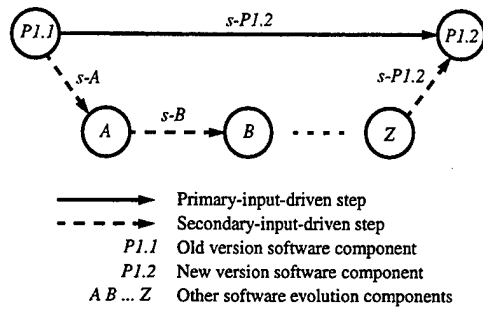 s-P1.2
P1.1
P1.2
s-A
s-P1.2
s-B
A
B
Z
Primary-input-driven step
Secondary-input-driven step
P1.1 Old version software component
P1.2 New version software component
A B ... Z Other software evolution components